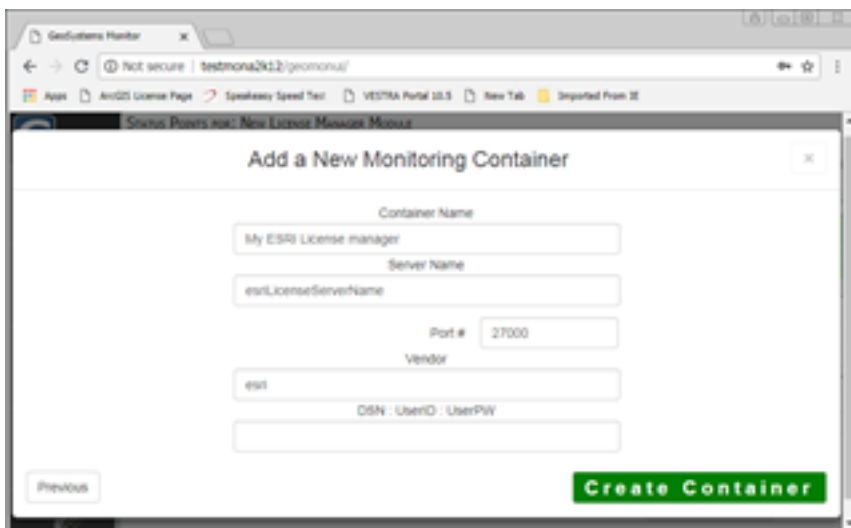 GeoSystems Monitor
Not secure | testmona2k12/geomonui/
Apps ArcGIS License Page Speakeasy Speed Test VESTRA Portal 10.5 New Tab Imported From IE
Status Points for: New License Manager Module
Add a New Monitoring Container
Container Name
My ESRI License manager
Server Name
esriLicenseServerName
Port # 27000
Vendor
esri
DSN : UserID : UserPW
Previous Create Container